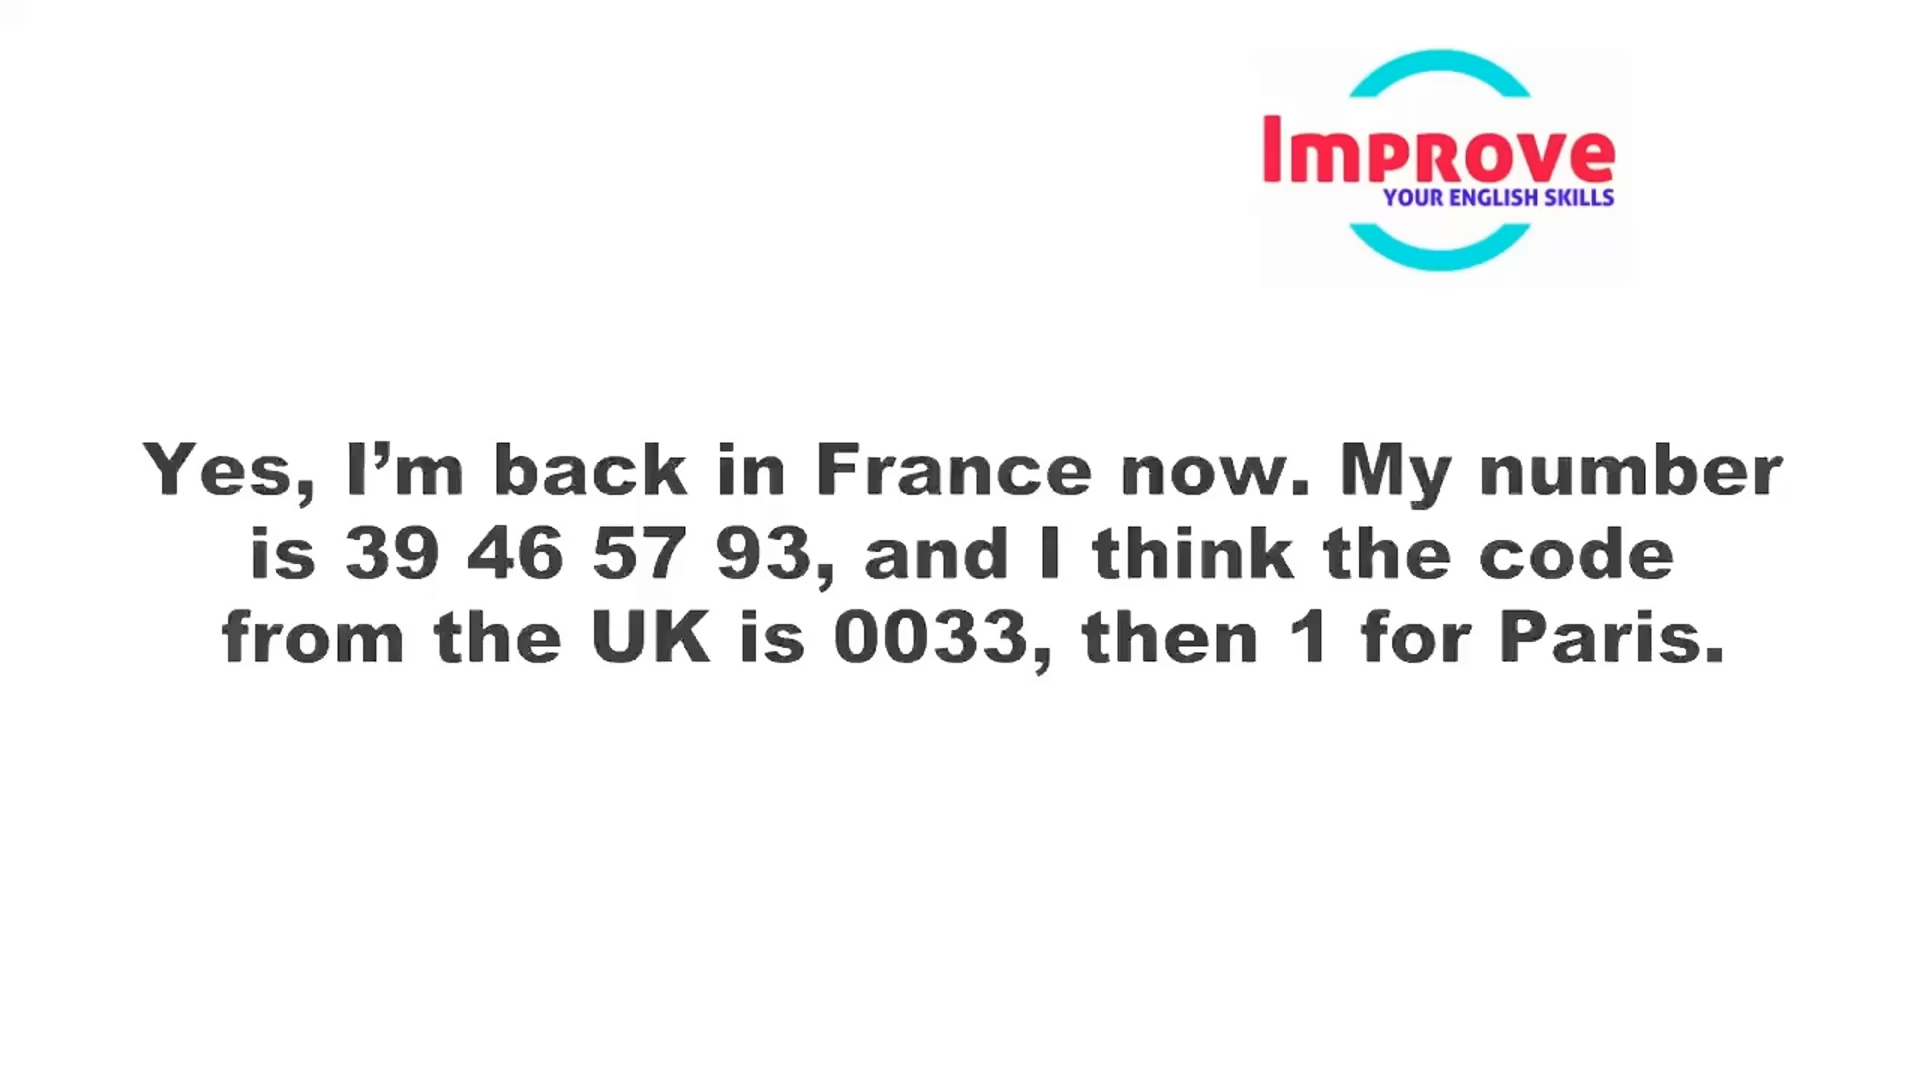 Improve
YOUR ENGLISH SKILLS
Yes, I’m back in France now. My number
is 39 46 57 93, and I think the code
from the UK is 0033, then 1 for Paris.